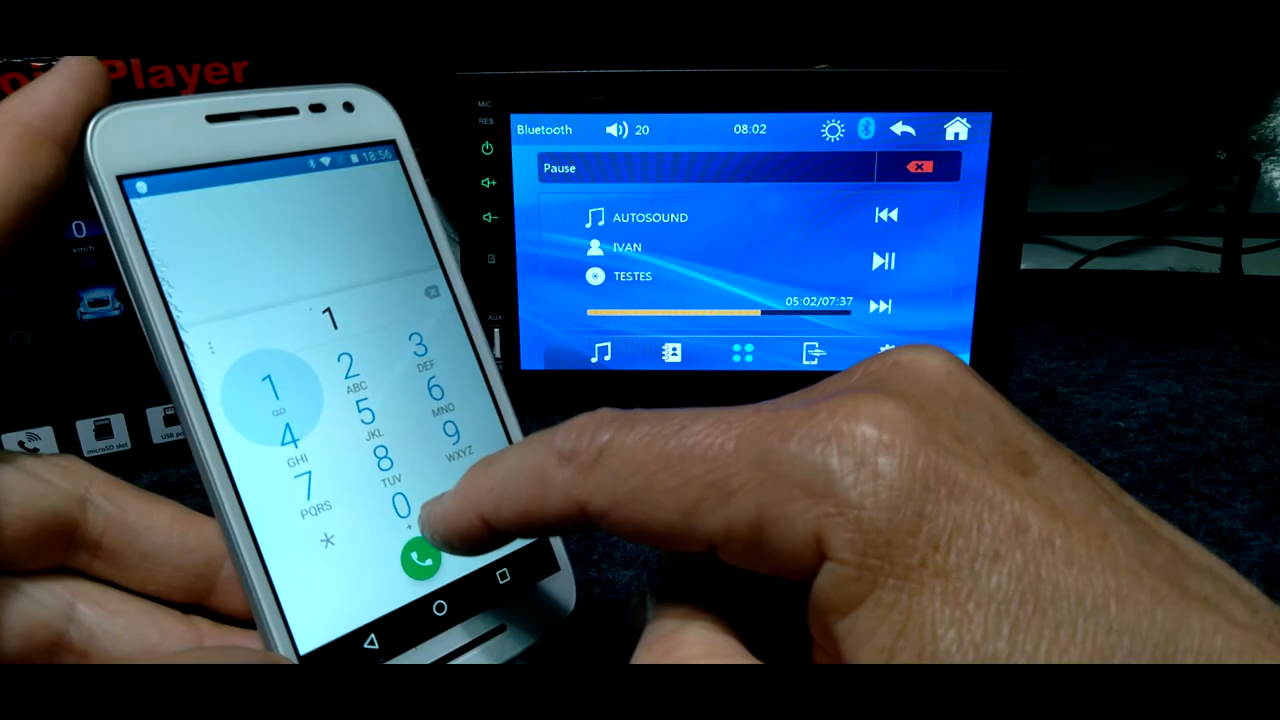 Player
MIC
RES
Bluetooth
20
08:02
Pause
AUTOSOUND
IVAN
TESTES
05:02/07:37
AUX
18:56
1
1
2
ABC
3
DEF
4
GHI
5
JKL
6
MNO
7
PQRS
8
TUV
9
WXYZ
*
0
+
0
km/h
microSD slot
USB